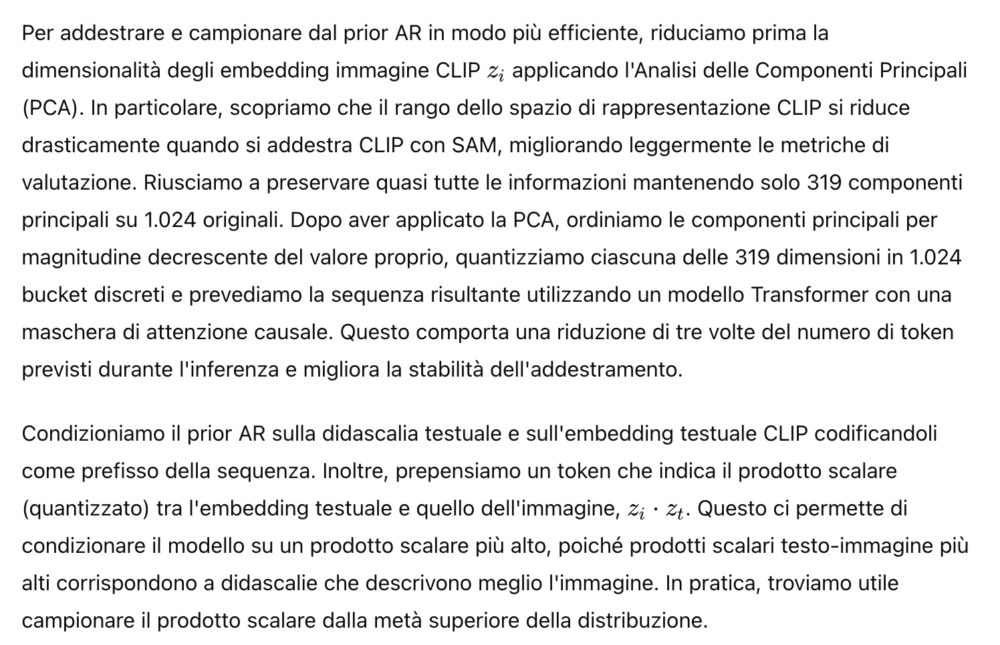 Per addestrare e campionare dal prior AR in modo più efficiente, riduciamo prima la
dimensionalità degli embedding immagine CLIP $z_i$ applicando l'Analisi delle Componenti Principali
(PCA). In particolare, scopriamo che il rango dello spazio di rappresentazione CLIP si riduce
drasticamente quando si addestra CLIP con SAM, migliorando leggermente le metriche di
valutazione. Riusciamo a preservare quasi tutte le informazioni mantenendo solo 319 componenti
principali su 1.024 originali. Dopo aver applicato la PCA, ordiniamo le componenti principali per
magnitudine decrescente del valore proprio, quantizziamo ciascuna delle 319 dimensioni in 1.024
bucket discreti e prevediamo la sequenza risultante utilizzando un modello Transformer con una
maschera di attenzione causale. Questo comporta una riduzione di tre volte del numero di token
previsti durante l'inferenza e migliora la stabilità dell'addestramento.
Condizioniamo il prior AR sulla didascalia testuale e sull'embedding testuale CLIP codificandoli
come prefisso della sequenza. Inoltre, prepensiamo un token che indica il prodotto scalare
(quantizzato) tra l'embedding testuale e quello dell'immagine, $z_i \cdot z_t$. Questo ci permette di
condizionare il modello su un prodotto scalare più alto, poiché prodotti scalari testo-immagine più
alti corrispondono a didascalie che descrivono meglio l'immagine. In pratica, troviamo utile
campionare il prodotto scalare dalla metà superiore della distribuzione.